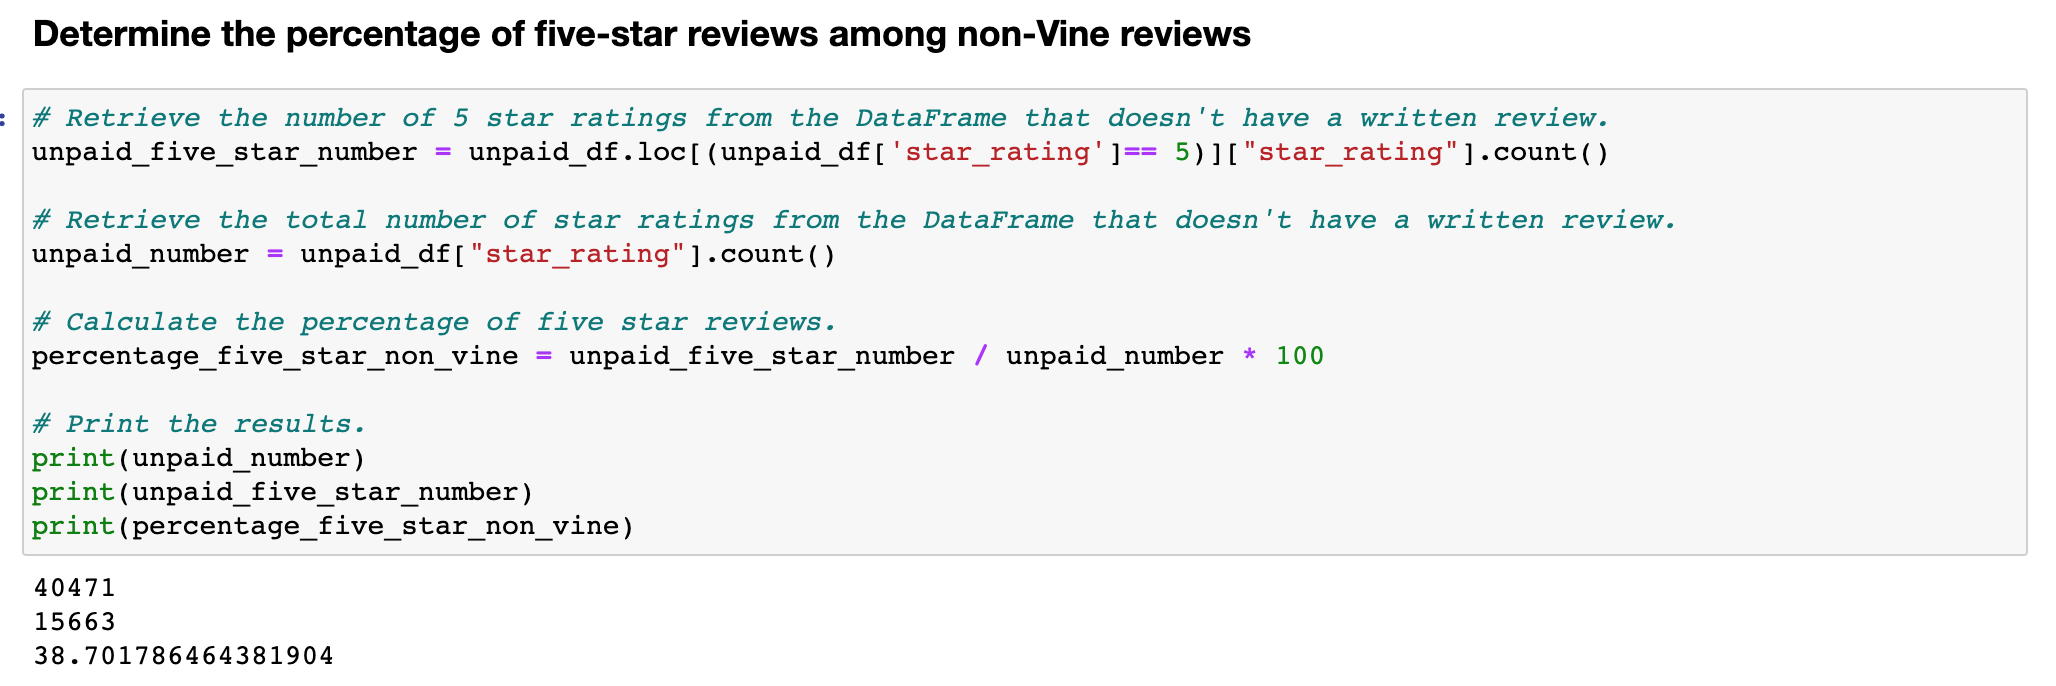 Determine the percentage of five-star reviews among non-Vine reviews
:
# Retrieve the number of 5 star ratings from the DataFrame that doesn't have a written review.
unpaid_five_star_number = unpaid_df.loc[(unpaid_df['star_rating']== 5)]["star_rating"].count()
# Retrieve the total number of star ratings from the DataFrame that doesn't have a written review.
unpaid_number = unpaid_df["star_rating"].count()
# Calculate the percentage of five star reviews.
percentage_five_star_non_vine = unpaid_five_star_number / unpaid_number * 100
# Print the results.
print(unpaid_number)
print(unpaid_five_star_number)
print(percentage_five_star_non_vine)
40471
15663
38.701786464381904